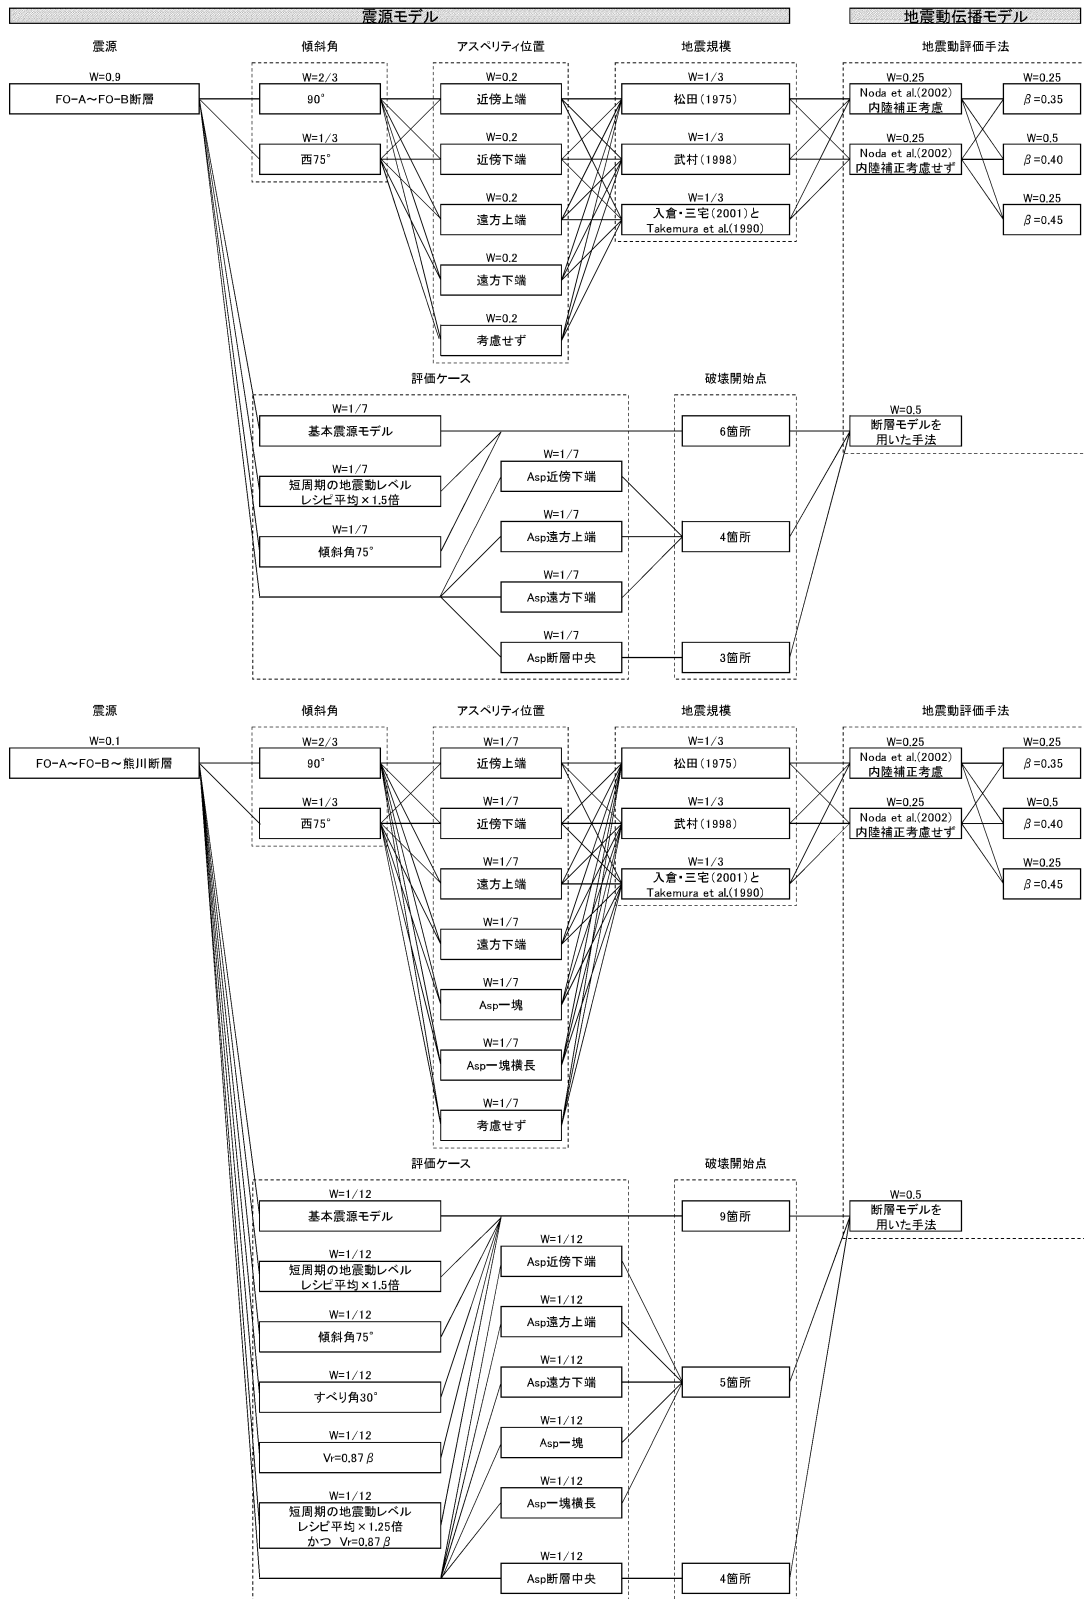 震源モデル
地震動伝播モデル
震源
傾斜角
アスペリティ位置
地震規模
地震動評価手法
W=0.9
FO-A～FO-B断層
W=2/3
90°
W=1/3
西75°
W=0.2
近傍上端
W=0.2
近傍下端
W=0.2
遠方上端
W=0.2
遠方下端
W=0.2
考慮せず
W=1/3
松田(1975)
W=1/3
武村(1998)
W=1/3
入倉・三宅(2001)と
Takemura et al.(1990)
W=0.25
Noda et al.(2002)
内陸補正考慮
W=0.25
Noda et al.(2002)
内陸補正考慮せず
W=0.25
β=0.35
W=0.5
β=0.40
W=0.25
β=0.45
評価ケース
破壊開始点
W=1/7
基本震源モデル
W=1/7
短周期の地震動レベル
レシピ平均×1.5倍
W=1/7
傾斜角75°
W=1/7
Asp近傍下端
W=1/7
Asp遠方上端
W=1/7
Asp遠方下端
W=1/7
Asp断層中央
6箇所
4箇所
3箇所
W=0.5
断層モデルを
用いた手法
震源
傾斜角
アスペリティ位置
地震規模
地震動評価手法
W=0.1
FO-A～FO-B～熊川断層
W=2/3
90°
W=1/3
西75°
W=1/7
近傍上端
W=1/7
近傍下端
W=1/7
遠方上端
W=1/7
遠方下端
W=1/7
Asp一塊
W=1/7
Asp一塊横長
W=1/7
考慮せず
W=1/3
松田(1975)
W=1/3
武村(1998)
W=1/3
入倉・三宅(2001)と
Takemura et al.(1990)
W=0.25
Noda et al.(2002)
内陸補正考慮
W=0.25
Noda et al.(2002)
内陸補正考慮せず
W=0.25
β=0.35
W=0.5
β=0.40
W=0.25
β=0.45
評価ケース
破壊開始点
W=1/12
基本震源モデル
W=1/12
短周期の地震動レベル
レシピ平均×1.5倍
W=1/12
傾斜角75°
W=1/12
すべり角30°
W=1/12
Vr=0.87β
W=1/12
短周期の地震動レベル
レシピ平均×1.25倍
かつ Vr=0.87β
W=1/12
Asp近傍下端
W=1/12
Asp遠方上端
W=1/12
Asp遠方下端
W=1/12
Asp一塊
W=1/12
Asp一塊横長
W=1/12
Asp断層中央
9箇所
5箇所
4箇所
W=0.5
断層モデルを
用いた手法